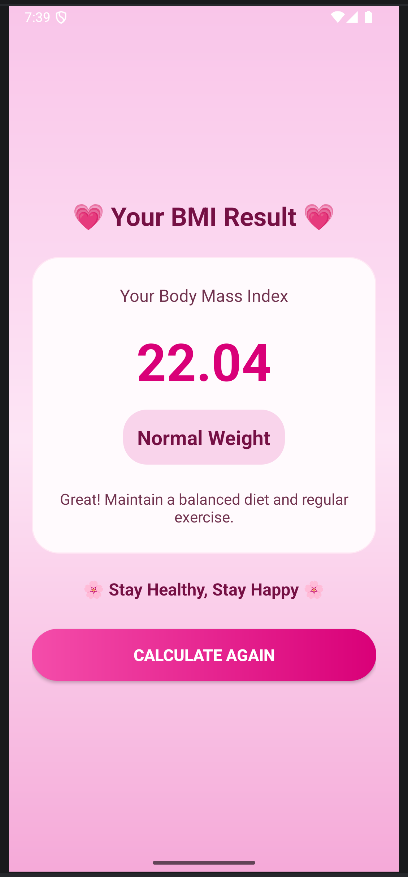 7:39
💗 Your BMI Result 💗
Your Body Mass Index
22.04
Normal Weight
Great! Maintain a balanced diet and regular
exercise.
🌸 Stay Healthy, Stay Happy 🌸
CALCULATE AGAIN